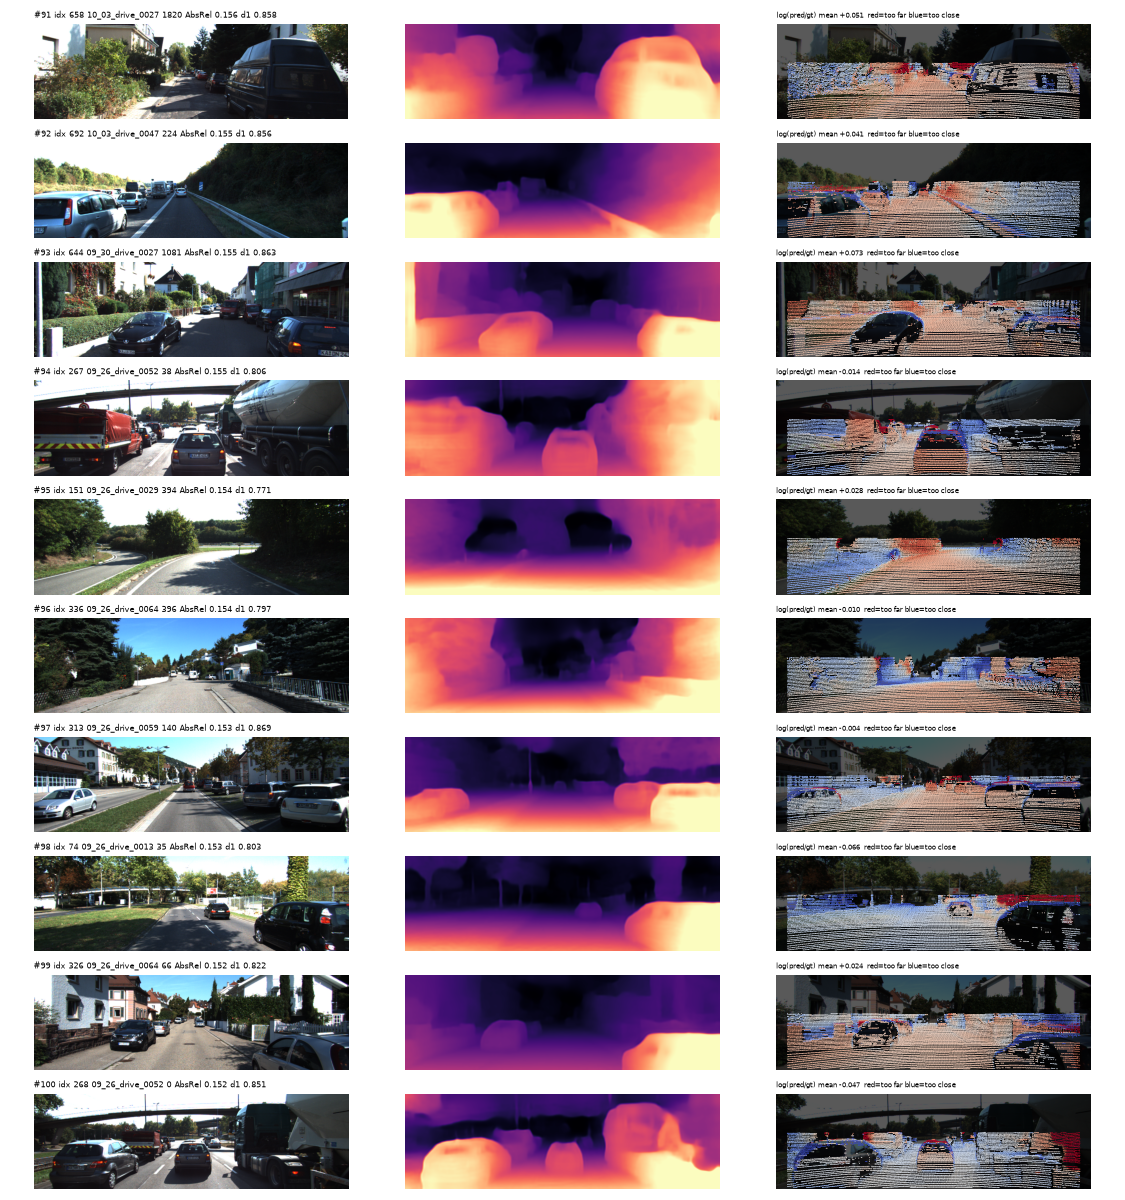 #91 idx 658 10_03_drive_0027 1820 AbsRel 0.156 d1 0.858
log(pred/gt) mean +0.051 red=too far blue=too close
#92 idx 692 10_03_drive_0047 224 AbsRel 0.155 d1 0.856
log(pred/gt) mean +0.041 red=too far blue=too close
#93 idx 644 09_30_drive_0027 1081 AbsRel 0.155 d1 0.863
log(pred/gt) mean +0.073 red=too far blue=too close
#94 idx 267 09_26_drive_0052 38 AbsRel 0.155 d1 0.806
log(pred/gt) mean -0.014 red=too far blue=too close
#95 idx 151 09_26_drive_0029 394 AbsRel 0.154 d1 0.771
log(pred/gt) mean +0.028 red=too far blue=too close
#96 idx 336 09_26_drive_0064 396 AbsRel 0.154 d1 0.797
log(pred/gt) mean -0.010 red=too far blue=too close
#97 idx 313 09_26_drive_0059 140 AbsRel 0.153 d1 0.869
log(pred/gt) mean -0.004 red=too far blue=too close
#98 idx 74 09_26_drive_0013 35 AbsRel 0.153 d1 0.803
log(pred/gt) mean -0.066 red=too far blue=too close
#99 idx 326 09_26_drive_0064 66 AbsRel 0.152 d1 0.822
log(pred/gt) mean +0.024 red=too far blue=too close
#100 idx 268 09_26_drive_0052 0 AbsRel 0.152 d1 0.851
log(pred/gt) mean -0.047 red=too far blue=too close